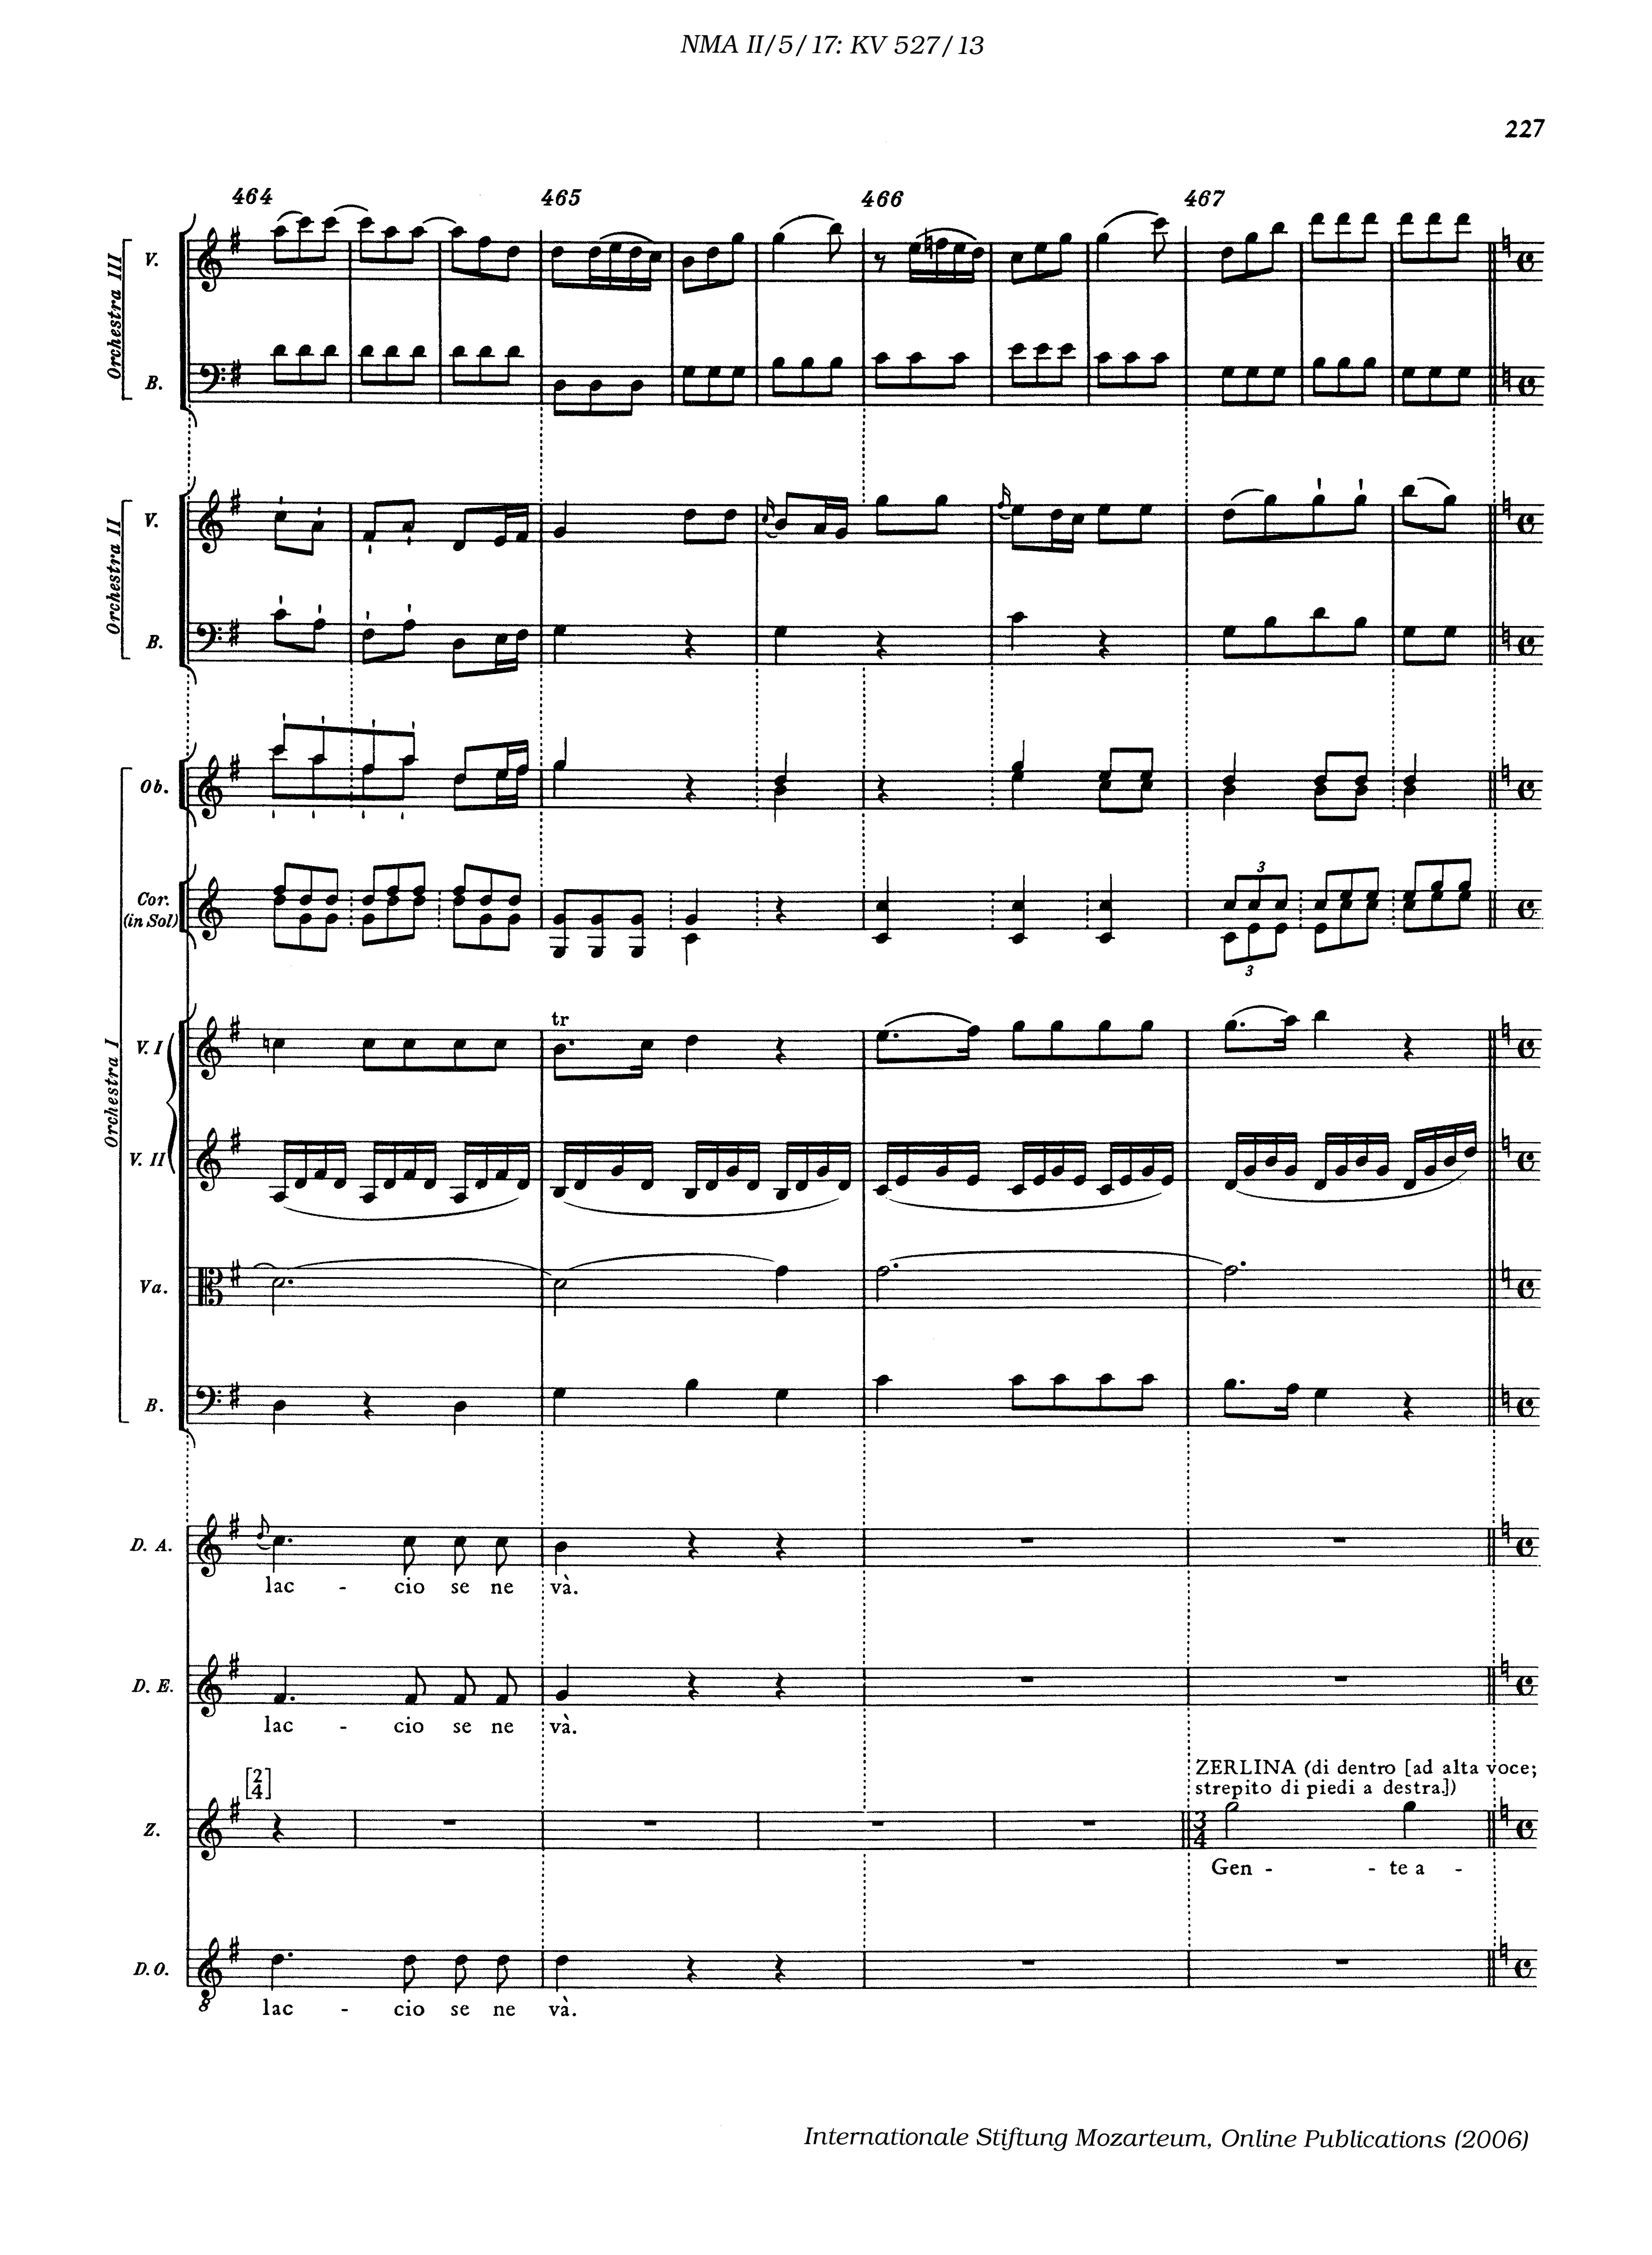 NMA II/5/17: KV 527/13
227
464 465 466 467
Orchestra III
V.
B.
Orchestra II
V.
B.
Orchestra I
Ob.
Cor.
(in Sol)
3
3
V. I
tr
V. II
Va.
B.
D. A.
lac - cio se ne và.
D. E.
lac - cio se ne và.
ZERLINA (di dentro [ad alta voce;
strepito di piedi a destra.])
[2
4]
Z.
3
4
Gen - - te a -
D. O.
8
lac - cio se ne và.
Internationale Stiftung Mozarteum, Online Publications (2006)